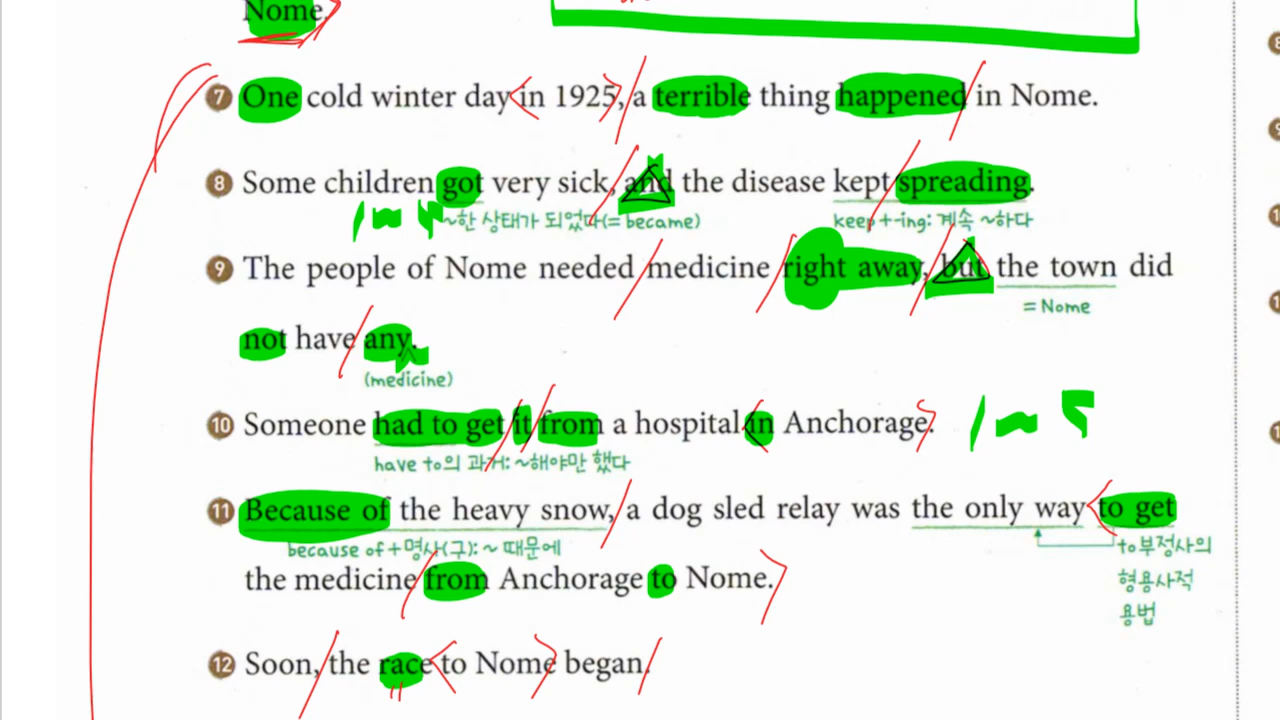 Nome.
7 One cold winter day in 1925, a terrible thing happened in Nome.
8 Some children got very sick, and the disease kept spreading.
~한 상태가 되었다(= became) keep+-ing: 계속 ~하다
9 The people of Nome needed medicine right away, but the town did
= Nome
not have any.
(medicine)
10 Someone had to get it from a hospital in Anchorage.
have to의 과거: ~해야만 했다
11 Because of the heavy snow, a dog sled relay was the only way to get
because of+명사(구): ~ 때문에 to부정사의
the medicine from Anchorage to Nome.
형용사적
용법
12 Soon, the race to Nome began.